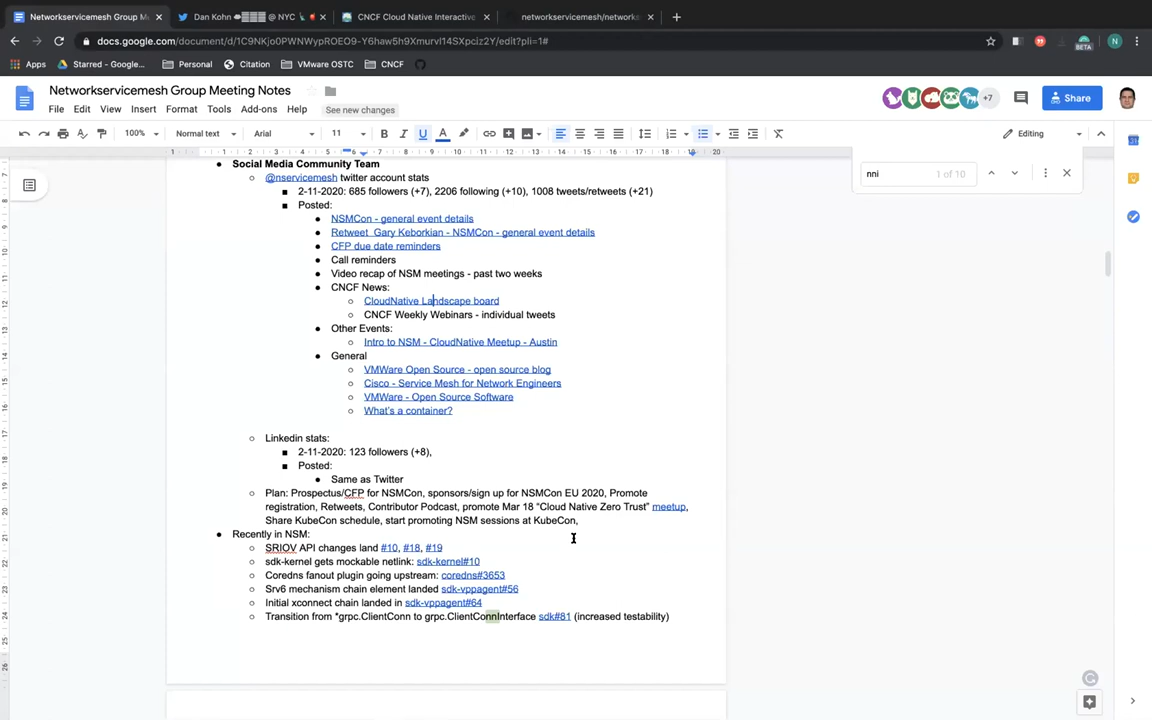 Networkservicemesh Group M
Dan Kohn
@ NYC
CNCF Cloud Native Interactive
networkservicemesh/networks
docs.google.com/document/d/1C9NKjo0PWNWypROEO9-Y6haw5h9Xmurvl14SXpciz2Y/edit?pli=1#
Apps
Starred - Google...
Personal
Citation
VMware OSTC
CNCF
BETA
N
Networkservicemesh Group Meeting Notes
File Edit View Insert Format Tools Add-ons Help
See new changes
+7
Share
100%
Normal text
Arial
11
Editing
nni
1 of 10
Social Media Community Team
@nservicemesh twitter account stats
2-11-2020: 685 followers (+7), 2206 following (+10), 1008 tweets/retweets (+21)
Posted:
NSMCon - general event details
Retweet Gary Keborkian - NSMCon - general event details
CFP due date reminders
Call reminders
Video recap of NSM meetings - past two weeks
CNCF News:
CloudNative Landscape board
CNCF Weekly Webinars - individual tweets
Other Events:
Intro to NSM - CloudNative Meetup - Austin
General
VMWare Open Source - open source blog
Cisco - Service Mesh for Network Engineers
VMWare - Open Source Software
What's a container?
Linkedin stats:
2-11-2020: 123 followers (+8),
Posted:
Same as Twitter
Plan: Prospectus/CFP for NSMCon, sponsors/sign up for NSMCon EU 2020, Promote
registration, Retweets, Contributor Podcast, promote Mar 18 "Cloud Native Zero Trust" meetup,
Share KubeCon schedule, start promoting NSM sessions at KubeCon,
Recently in NSM:
SRIOV API changes land #10, #18, #19
sdk-kernel gets mockable netlink: sdk-kernel#10
Coredns fanout plugin going upstream: coredns#3653
Srv6 mechanism chain element landed sdk-vppagent#56
Initial xconnect chain landed in sdk-vppagent#64
Transition from *grpc.ClientConn to grpc.ClientConnInterface sdk#81 (increased testability)